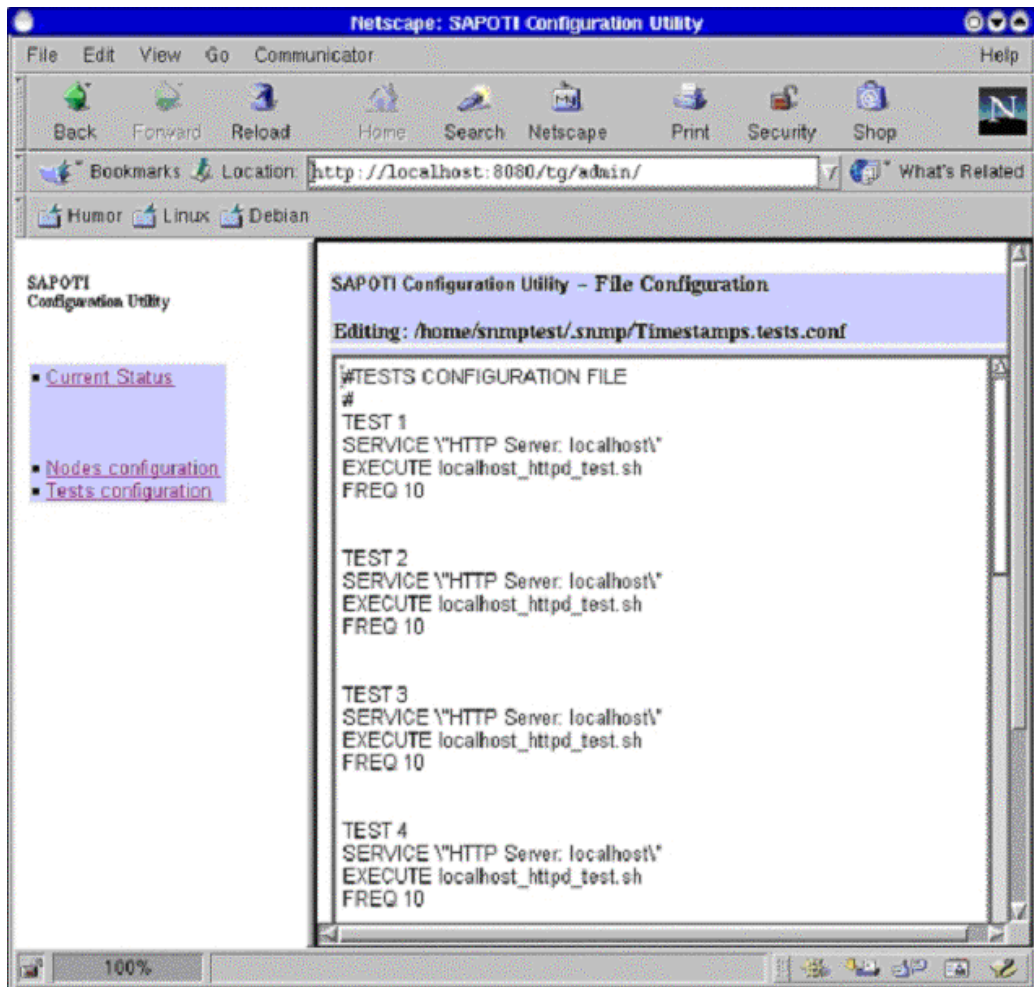 Netscape: SAPOTI Configuration Utility
File Edit View Go Communicator Help
Back Forward Reload Home Search Netscape Print Security Shop
My
N
Bookmarks Location: http://localhost:8080/tg/admin/ What's Related
Humor Linux Debian
SAPOTI
Configuration Utility
Current Status
Nodes configuration
Tests configuration
SAPOTI Configuration Utility - File Configuration
Editing: /home/snmptest/.snmp/Timestamps.tests.conf
#TESTS CONFIGURATION FILE
#
TEST 1
SERVICE \"HTTP Server: localhost\"
EXECUTE localhost_httpd_test.sh
FREQ 10
TEST 2
SERVICE \"HTTP Server: localhost\"
EXECUTE localhost_httpd_test.sh
FREQ 10
TEST 3
SERVICE \"HTTP Server: localhost\"
EXECUTE localhost_httpd_test.sh
FREQ 10
TEST 4
SERVICE \"HTTP Server: localhost\"
EXECUTE localhost_httpd_test.sh
FREQ 10
100%